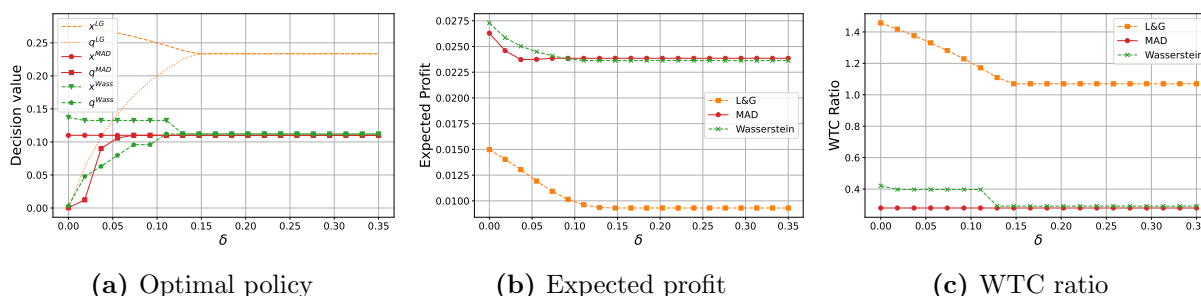 x^LG
q^LG
x^MAD
q^MAD
x^Wass
q^Wass
Decision value
0.25
0.20
0.15
0.10
0.05
0.00
0.00 0.05 0.10 0.15 0.20 0.25 0.30 0.35
δ
(a) Optimal policy
Expected Profit
0.0275
0.0250
0.0225
0.0200
0.0175
0.0150
0.0125
0.0100
L&G
MAD
Wasserstein
0.00 0.05 0.10 0.15 0.20 0.25 0.30 0.35
δ
(b) Expected profit
WTC Ratio
1.4
1.2
1.0
0.8
0.6
0.4
L&G
MAD
Wasserstein
0.00 0.05 0.10 0.15 0.20 0.25 0.30
δ
(c) WTC ratio